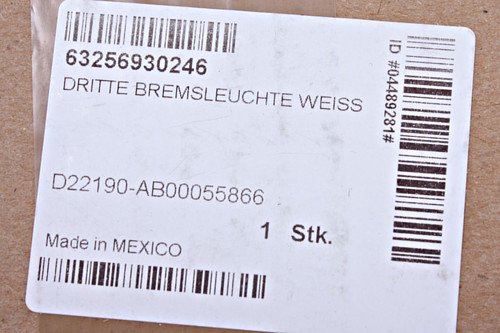 63256930246
DRITTE BREMSLEUCHTE WEISS
D22190-AB00055866
1 Stk.
Made in MEXICO
ID #04489281#